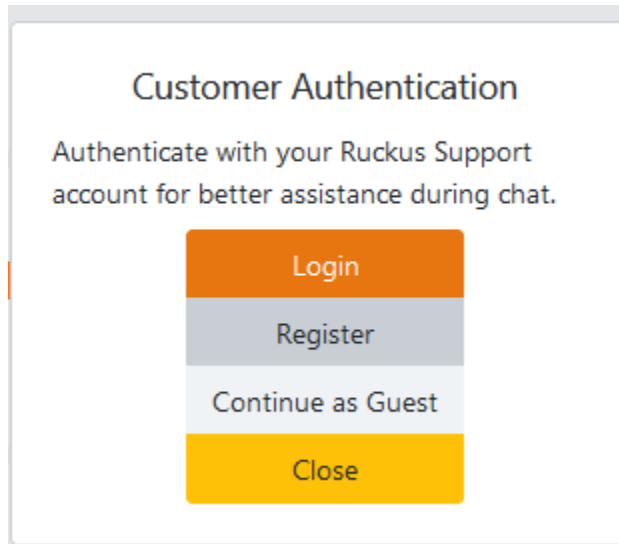 Customer Authentication
Authenticate with your Ruckus Support
account for better assistance during chat.
Login
Register
Continue as Guest
Close